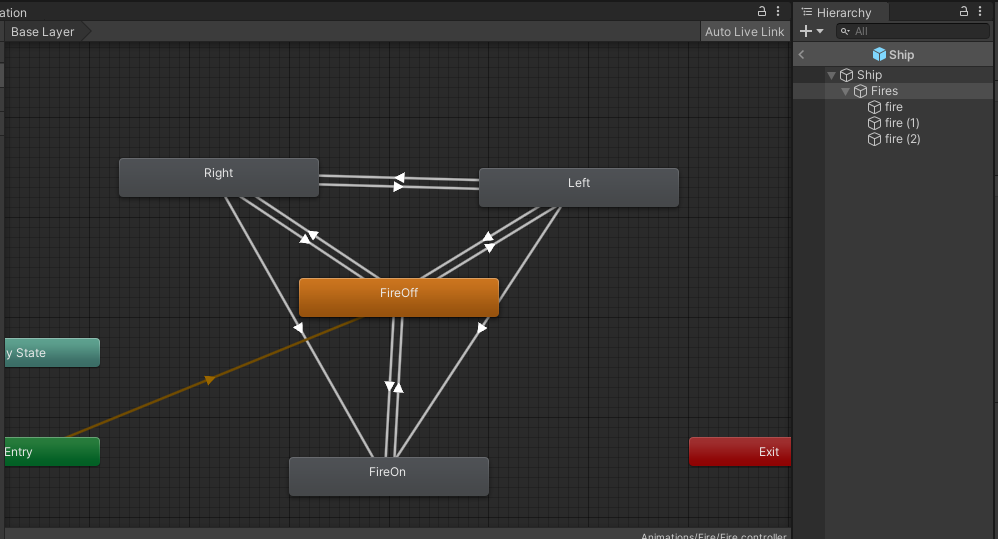 ation
Base Layer
Auto Live Link
Right
Left
FireOff
y State
Entry
FireOn
Exit
Animations/Fire/Fire.controller
Hierarchy
All
Ship
Ship
Fires
fire
fire (1)
fire (2)